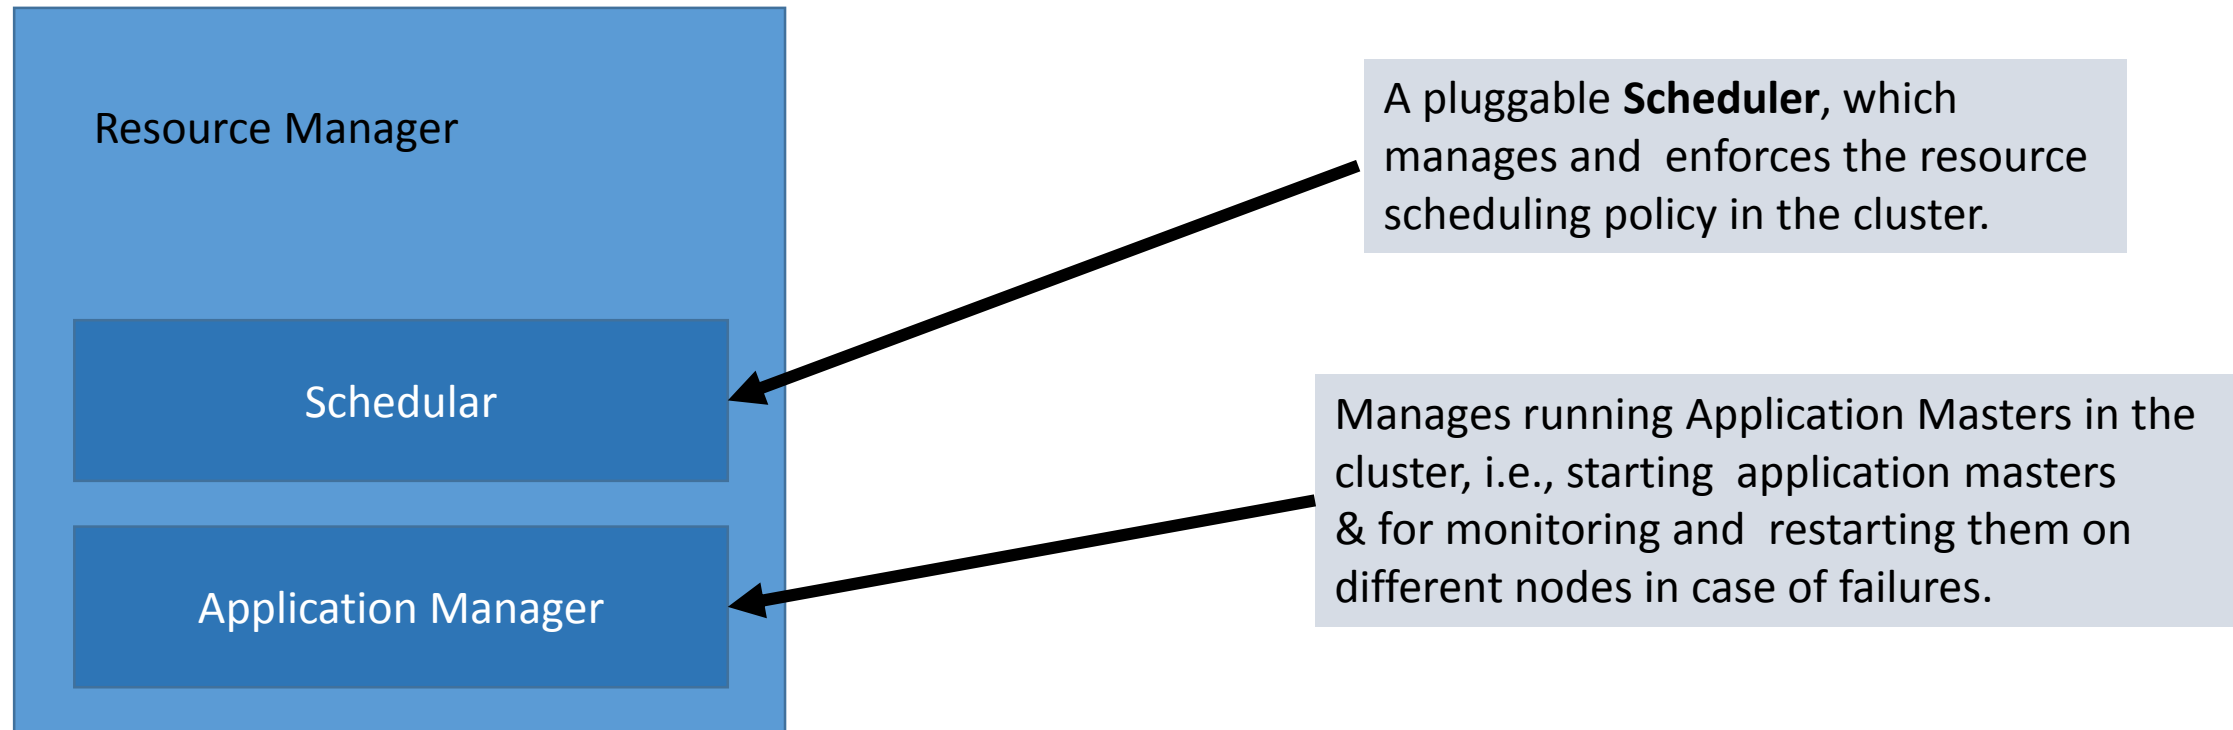 Resource Manager
Schedular
Application Manager
A pluggable Scheduler, which
manages and  enforces the resource
scheduling policy in the cluster.
Manages running Application Masters in the
cluster, i.e., starting  application masters
& for monitoring and  restarting them on
different nodes in case of failures.